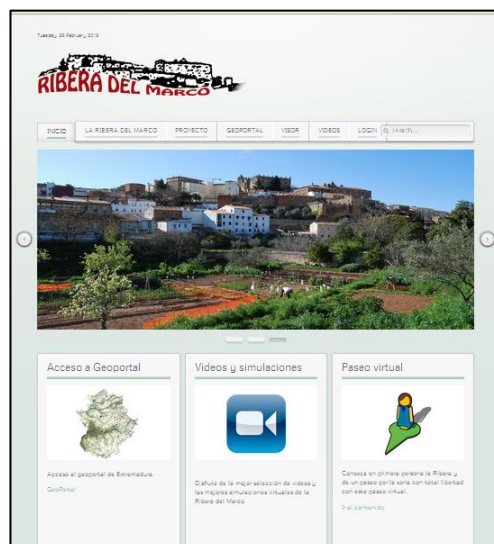 Tuesday, 26 February 2013
RIBERA DEL MARCO
INICIO LA RIBERA DEL MARCO PROYECTO GEOPORTAL VISOR VIDEOS LOGIN search...
Acceso a Geoportal
Acceso al geoportal de Extremadura.
GeoPortal
Videos y simulaciones
Disfruta de la mejor selección de videos y
las mejores simulaciones virtuales de la
Ribera del Marco
Paseo virtual
Conozca en primera persona la Ribera y
de un paseo por la zona con total libertad
con este paseo virtual.
Ir al contenido